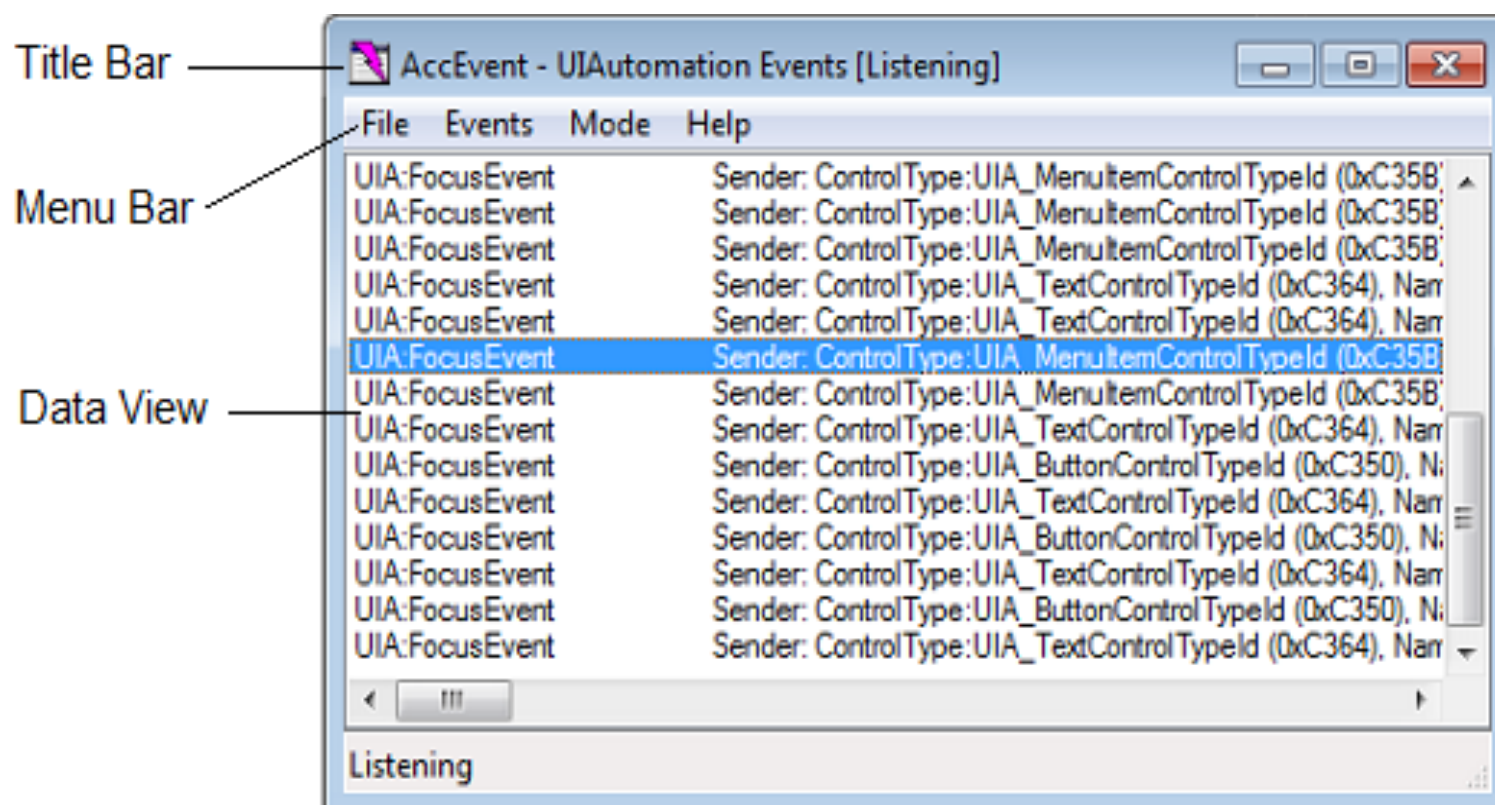 Title Bar
AccEvent - UIAutomation Events [Listening]
File Events Mode Help
Menu Bar
UIA:FocusEvent Sender: ControlType:UIA_MenuItemControlTypeId (0xC35B)
UIA:FocusEvent Sender: ControlType:UIA_MenuItemControlTypeId (0xC35B)
UIA:FocusEvent Sender: ControlType:UIA_MenuItemControlTypeId (0xC35B)
UIA:FocusEvent Sender: ControlType:UIA_TextControlTypeId (0xC364), Nam
UIA:FocusEvent Sender: ControlType:UIA_TextControlTypeId (0xC364), Nam
UIA:FocusEvent Sender: ControlType:UIA_MenuItemControlTypeId (0xC35B
Data View
UIA:FocusEvent Sender: ControlType:UIA_MenuItemControlTypeId (0xC35B)
UIA:FocusEvent Sender: ControlType:UIA_TextControlTypeId (0xC364), Nam
UIA:FocusEvent Sender: ControlType:UIA_ButtonControlTypeId (0xC350), Na
UIA:FocusEvent Sender: ControlType:UIA_TextControlTypeId (0xC364), Nam
UIA:FocusEvent Sender: ControlType:UIA_ButtonControlTypeId (0xC350), Na
UIA:FocusEvent Sender: ControlType:UIA_TextControlTypeId (0xC364), Nam
UIA:FocusEvent Sender: ControlType:UIA_ButtonControlTypeId (0xC350), Na
UIA:FocusEvent Sender: ControlType:UIA_TextControlTypeId (0xC364), Nam
Listening